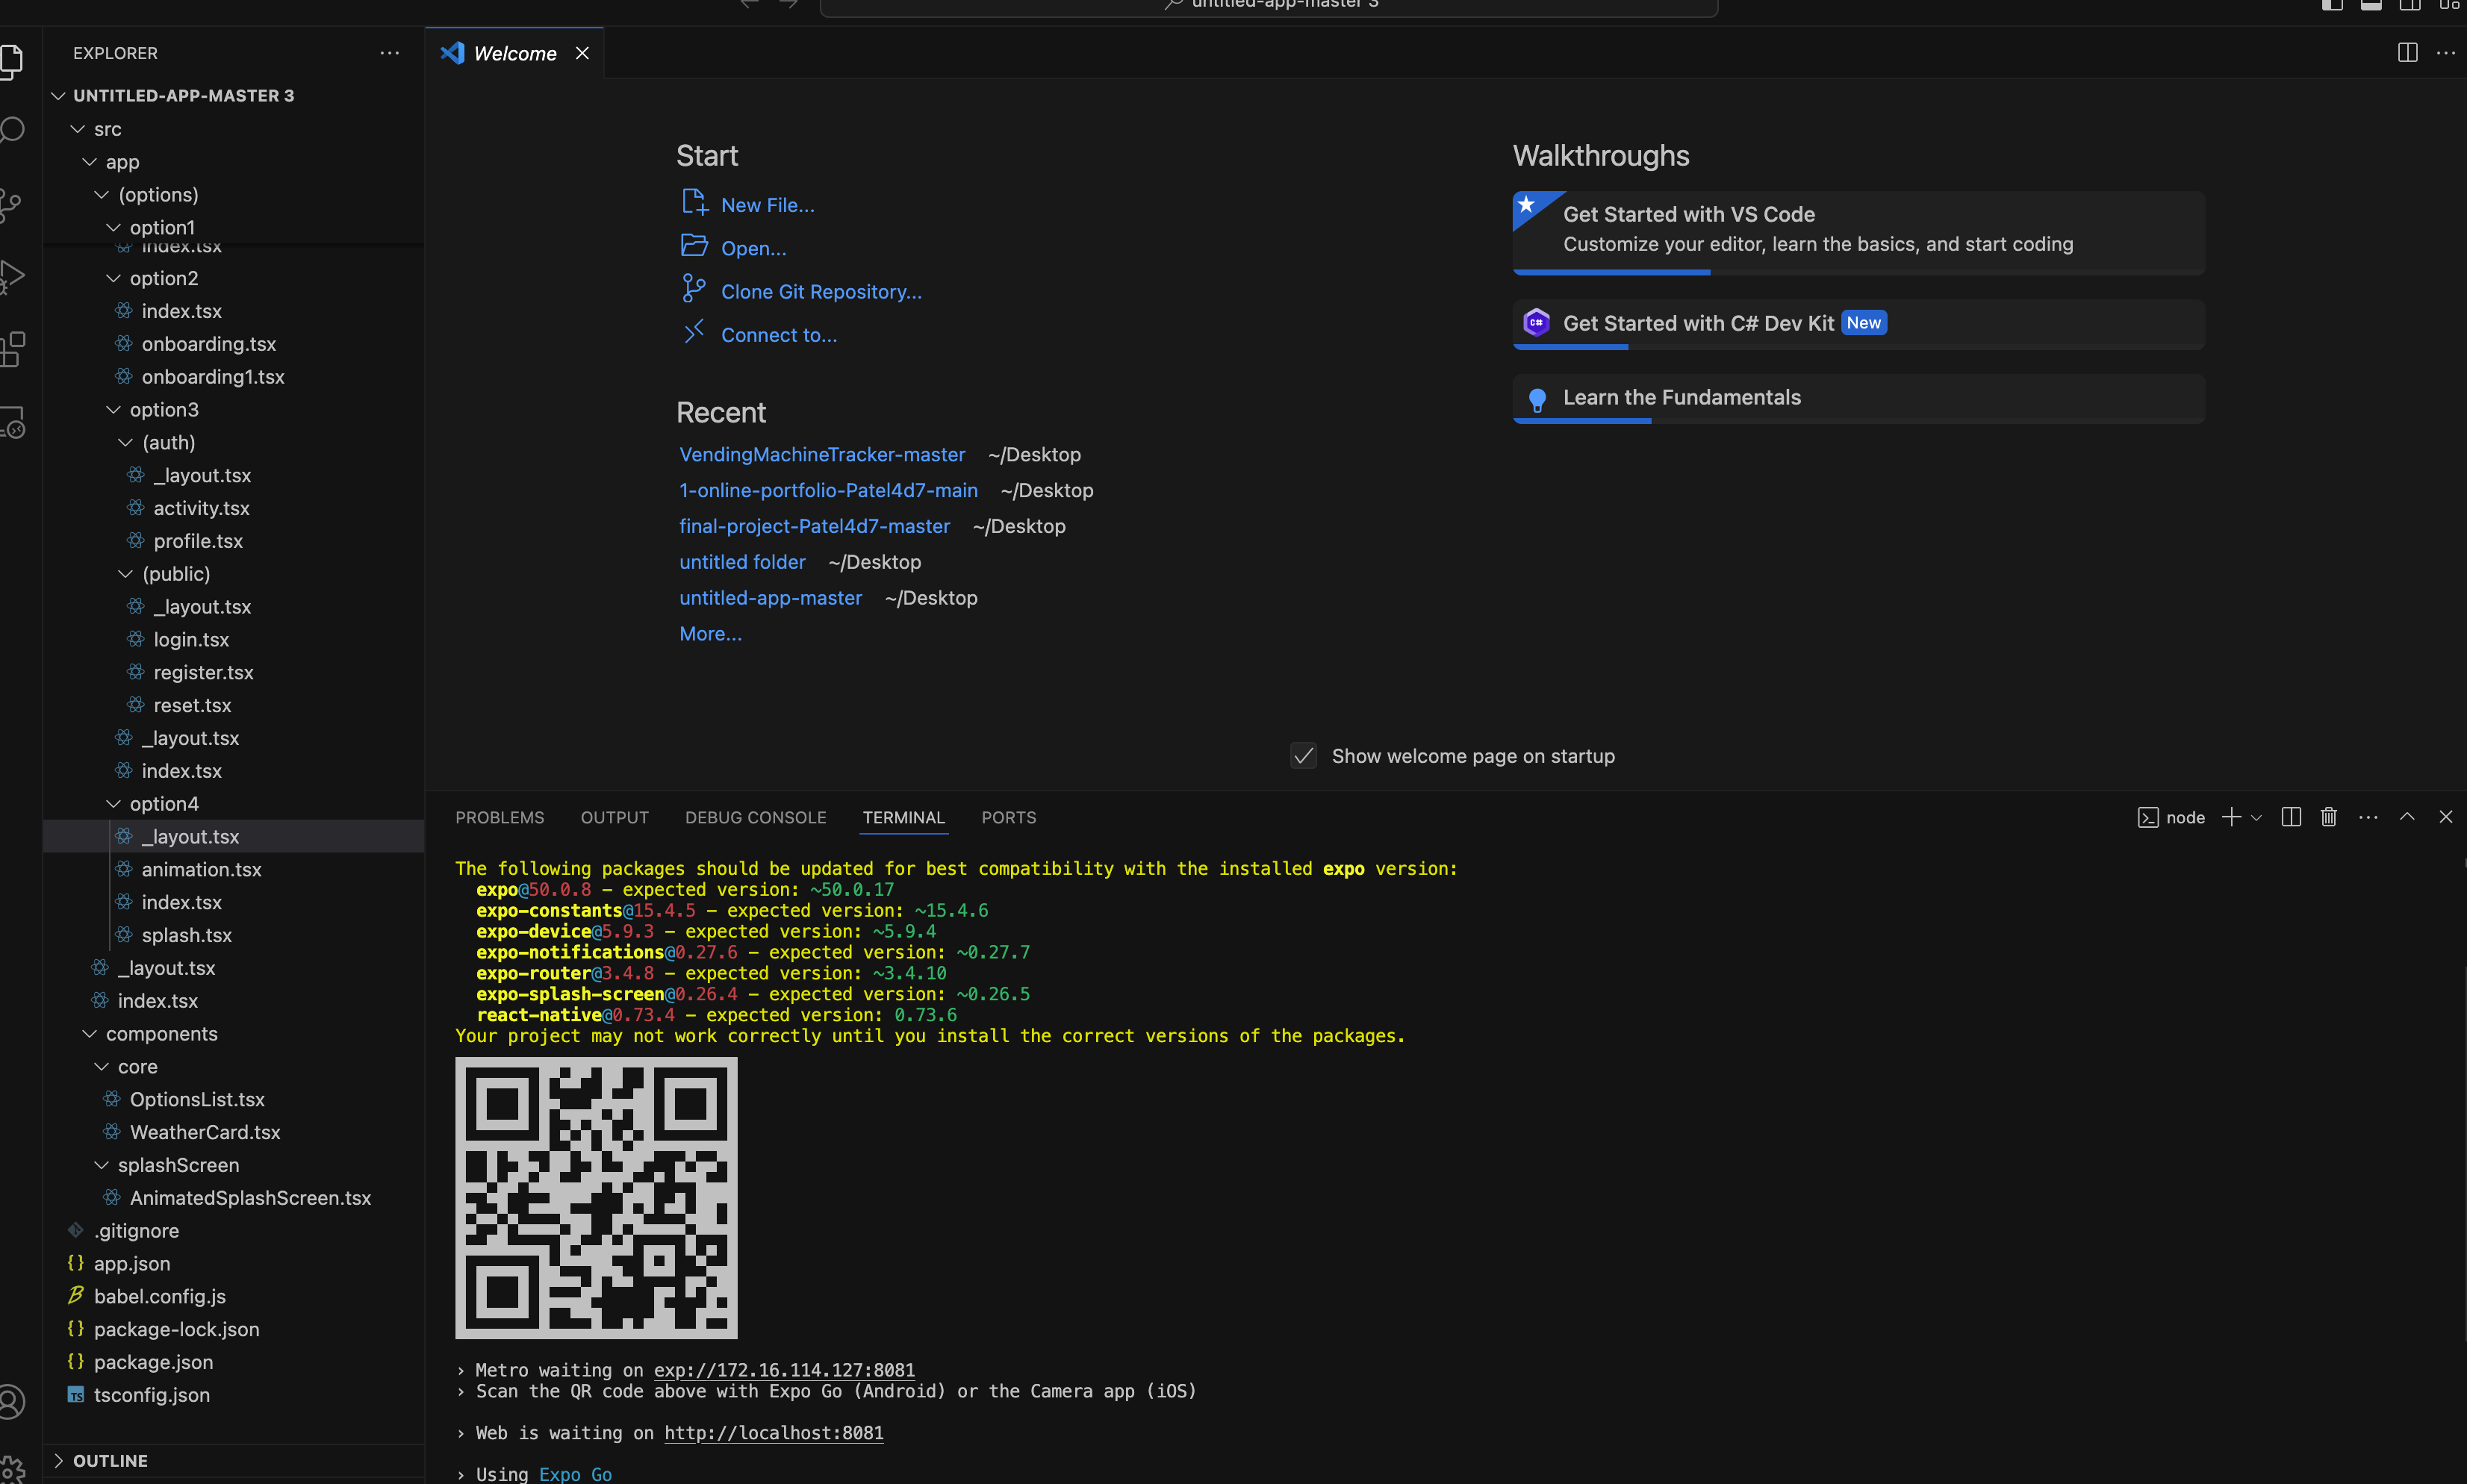 untitled-app-master 3
EXPLORER
UNTITLED-APP-MASTER 3
src
app
(options)
option1
index.tsx
option2
index.tsx
onboarding.tsx
onboarding1.tsx
option3
(auth)
_layout.tsx
activity.tsx
profile.tsx
(public)
_layout.tsx
login.tsx
register.tsx
reset.tsx
_layout.tsx
index.tsx
option4
_layout.tsx
animation.tsx
index.tsx
splash.tsx
_layout.tsx
index.tsx
components
core
OptionsList.tsx
WeatherCard.tsx
splashScreen
AnimatedSplashScreen.tsx
.gitignore
{} app.json
babel.config.js
{} package-lock.json
{} package.json
TS tsconfig.json
OUTLINE
Welcome
Start
New File...
Open...
Clone Git Repository...
Connect to...
Recent
VendingMachineTracker-master ~/Desktop
1-online-portfolio-Patel4d7-main ~/Desktop
final-project-Patel4d7-master ~/Desktop
untitled folder ~/Desktop
untitled-app-master ~/Desktop
More...
Walkthroughs
Get Started with VS Code
Customize your editor, learn the basics, and start coding
C# Get Started with C# Dev Kit New
Learn the Fundamentals
Show welcome page on startup
PROBLEMS OUTPUT DEBUG CONSOLE TERMINAL PORTS
node
The following packages should be updated for best compatibility with the installed expo version:
expo@50.0.8 - expected version: ~50.0.17
expo-constants@15.4.5 - expected version: ~15.4.6
expo-device@5.9.3 - expected version: ~5.9.4
expo-notifications@0.27.6 - expected version: ~0.27.7
expo-router@3.4.8 - expected version: ~3.4.10
expo-splash-screen@0.26.4 - expected version: ~0.26.5
react-native@0.73.4 - expected version: 0.73.6
Your project may not work correctly until you install the correct versions of the packages.
› Metro waiting on exp://172.16.114.127:8081
› Scan the QR code above with Expo Go (Android) or the Camera app (iOS)
› Web is waiting on http://localhost:8081
› Using Expo Go